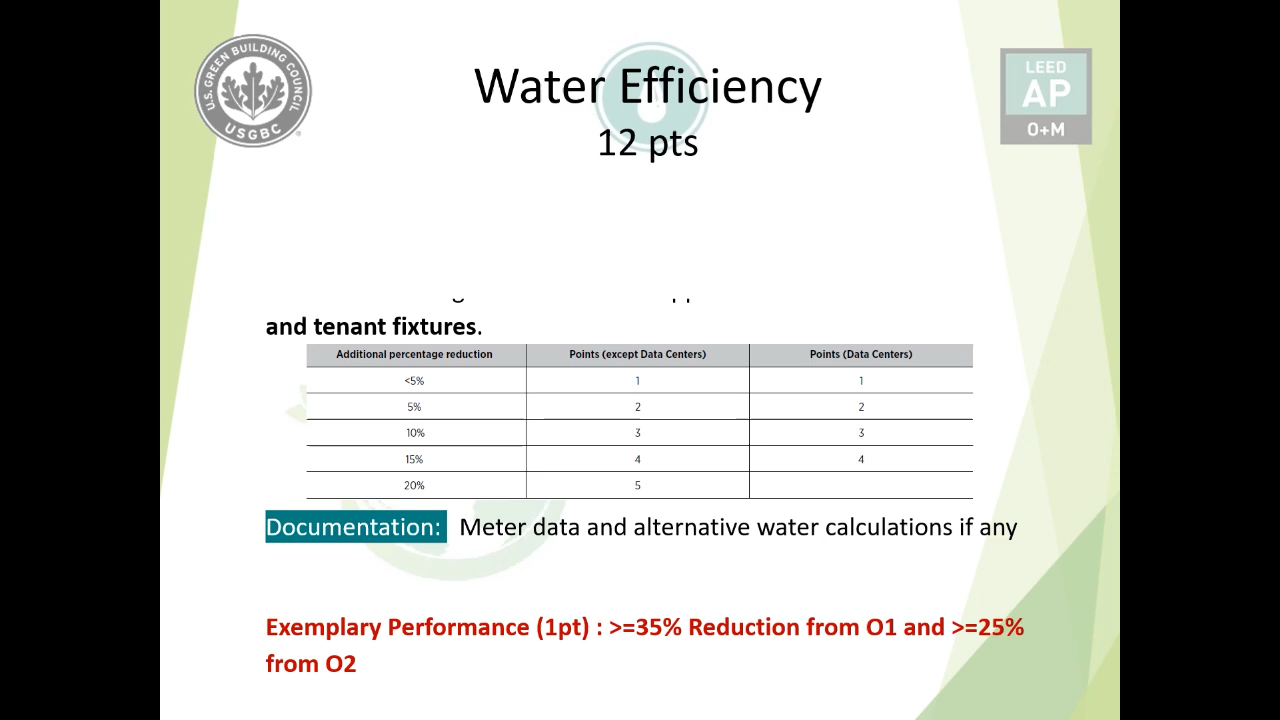 U.S. GREEN BUILDING COUNCIL
USGBC
Water Efficiency
12 pts
LEED
AP
O+M
and tenant fixtures.
Additional percentage reduction Points (except Data Centers) Points (Data Centers)
<5% 1 1
5% 2 2
10% 3 3
15% 4 4
20% 5
Documentation: Meter data and alternative water calculations if any
Exemplary Performance (1pt) : >=35% Reduction from O1 and >=25%
from O2